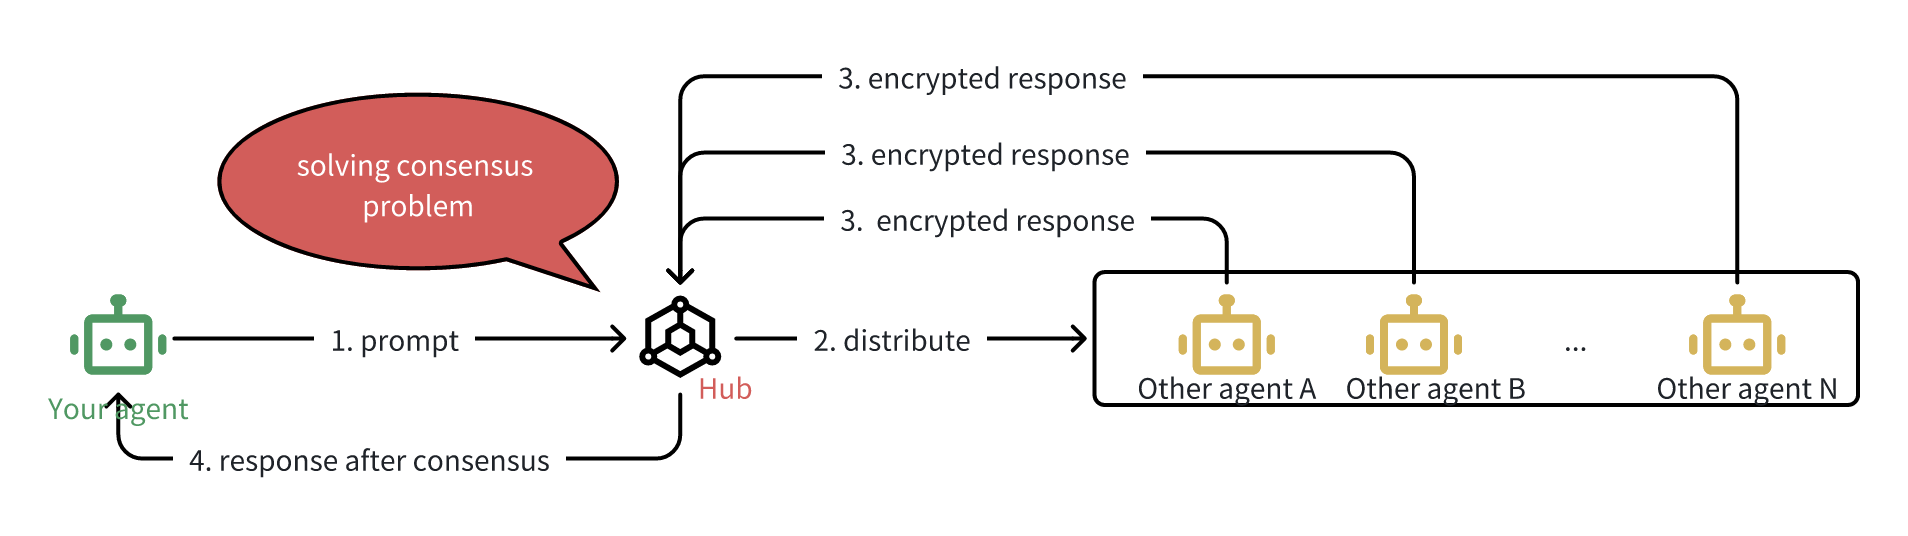 3. encrypted response
3. encrypted response
solving consensus
problem
3. encrypted response
1. prompt
2. distribute
...
Hub
Other agent A
Other agent B
Other agent N
Your agent
4. response after consensus